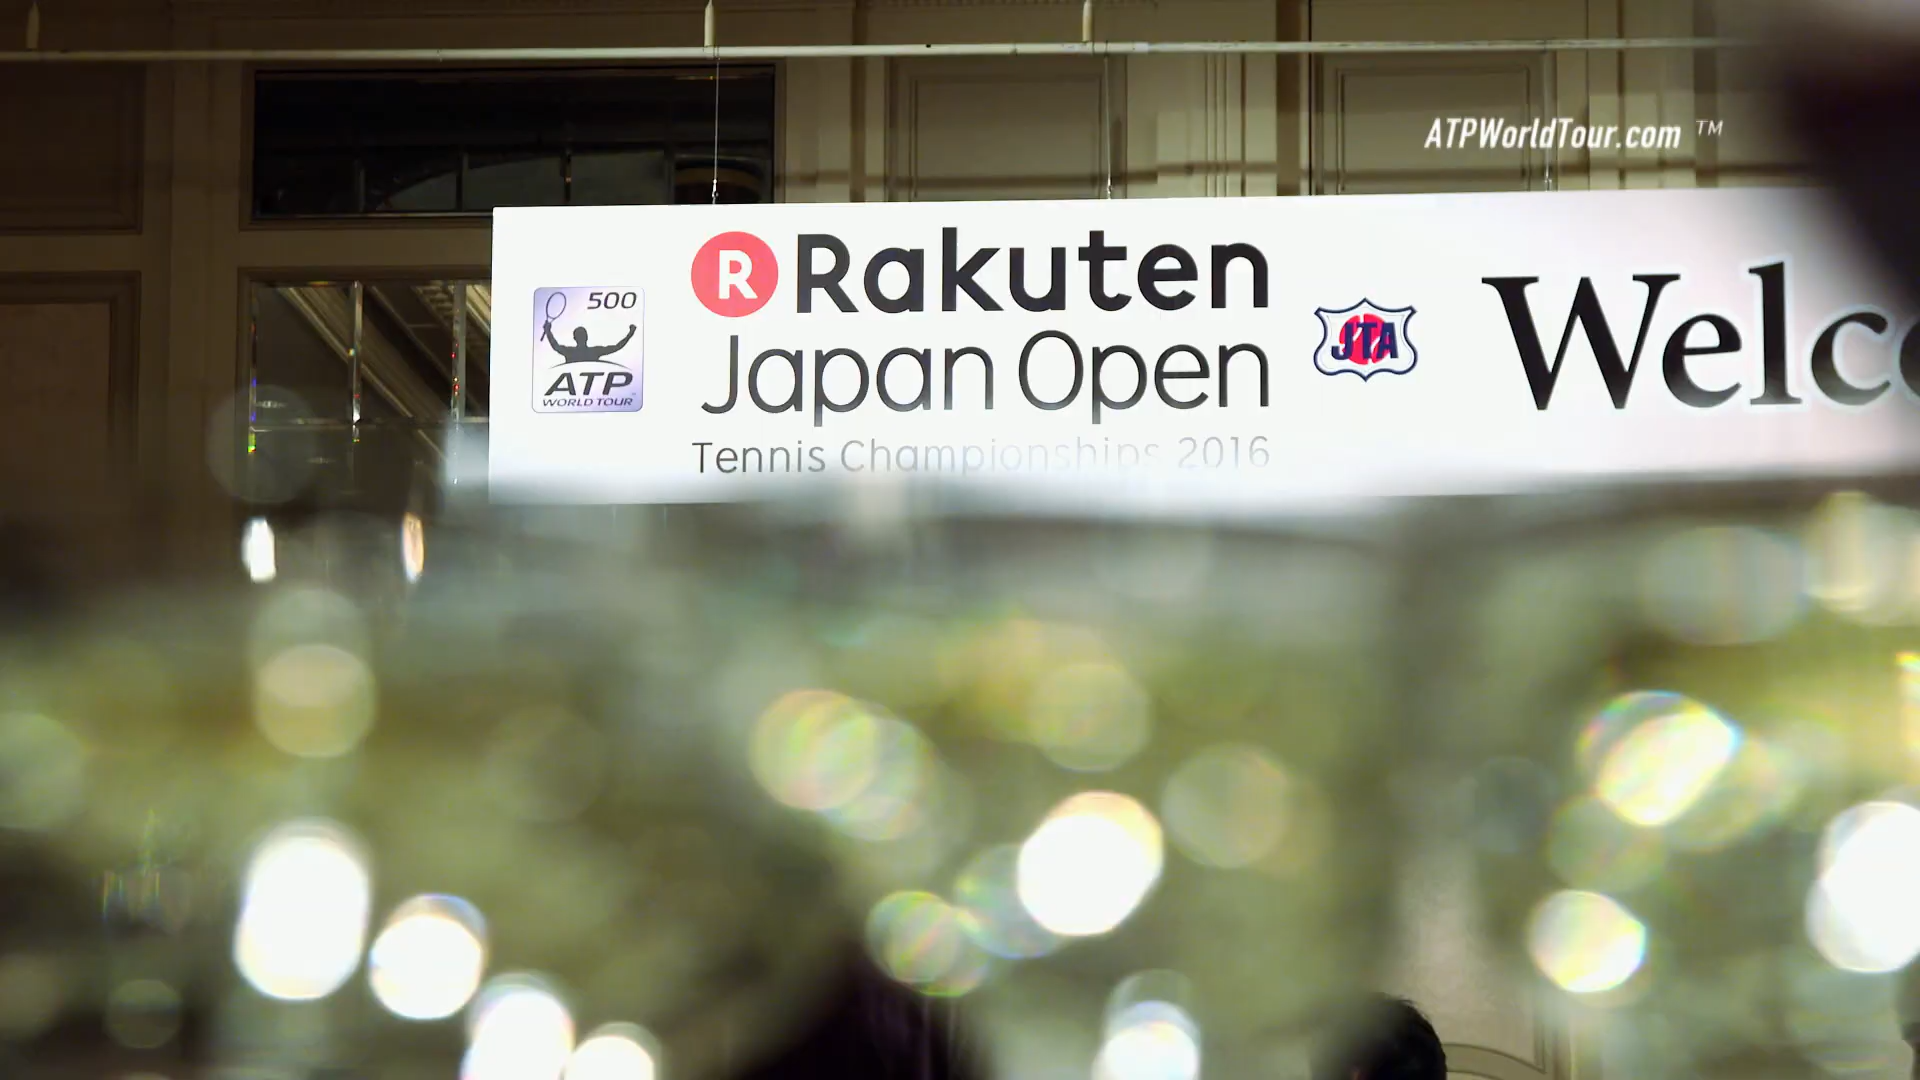 ATPWorldTour.com ™
500
ATP
WORLD TOUR
R Rakuten
Japan Open
Tennis Championships 2016
JTA
Welc